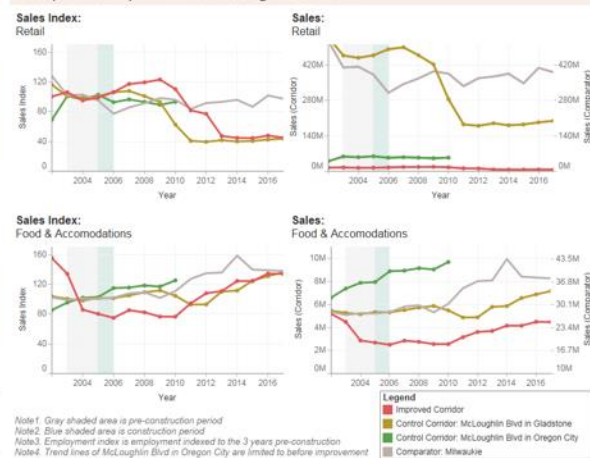 Sales Index:
Retail
160
120
80
40
0
Sales Index
2004
2006
2008
2010
2012
2014
2016
Year
Sales:
Retail
420M
280M
140M
0M
Sales (Corridor)
420M
280M
140M
0M
Sales (Comparator)
2004
2006
2008
2010
2012
2014
2016
Year
Sales Index:
Food & Accomodations
160
120
80
40
0
Sales Index
2004
2006
2008
2010
2012
2014
2016
Year
Sales:
Food & Accomodations
10M
8M
6M
4M
2M
0M
Sales (Corridor)
43.5M
36.8M
30.1M
23.4M
16.7M
10M
Sales (Comparator)
2004
2006
2008
2010
2012
2014
2016
Year
Note1. Gray shaded area is pre-construction period
Note2. Blue shaded area is construction period
Note3. Employment index is employment indexed to the 3 years pre-construction
Note4. Trend lines of McLoughlin Blvd in Oregon City are limited to before improvement
Legend
Improved Corridor
Control Corridor: McLoughlin Blvd in Gladstone
Control Corridor: McLoughlin Blvd in Oregon City
Comparator: Milwaukie